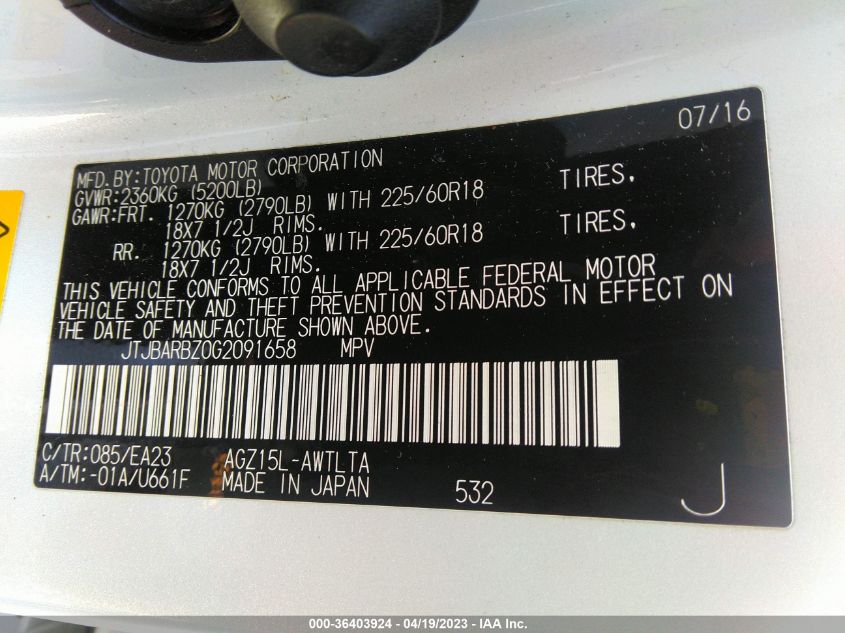 07/16
MFD.BY:TOYOTA MOTOR CORPORATION
GVWR:2360KG (5200LB)
GAWR:FRT. 1270KG (2790LB) WITH 225/60R18 TIRES.
18X7 1/2J RIMS.
RR. 1270KG (2790LB) WITH 225/60R18 TIRES.
18X7 1/2J RIMS.
THIS VEHICLE CONFORMS TO ALL APPLICABLE FEDERAL MOTOR
VEHICLE SAFETY AND THEFT PREVENTION STANDARDS IN EFFECT ON
THE DATE OF MANUFACTURE SHOWN ABOVE.
JTJBARBZ0G2091658 MPV
C/TR:085/EA23 AGZ15L-AWTLTA
A/TM:-01A/U661F MADE IN JAPAN 532 J
000-36403924 - 04/19/2023 - IAA Inc.